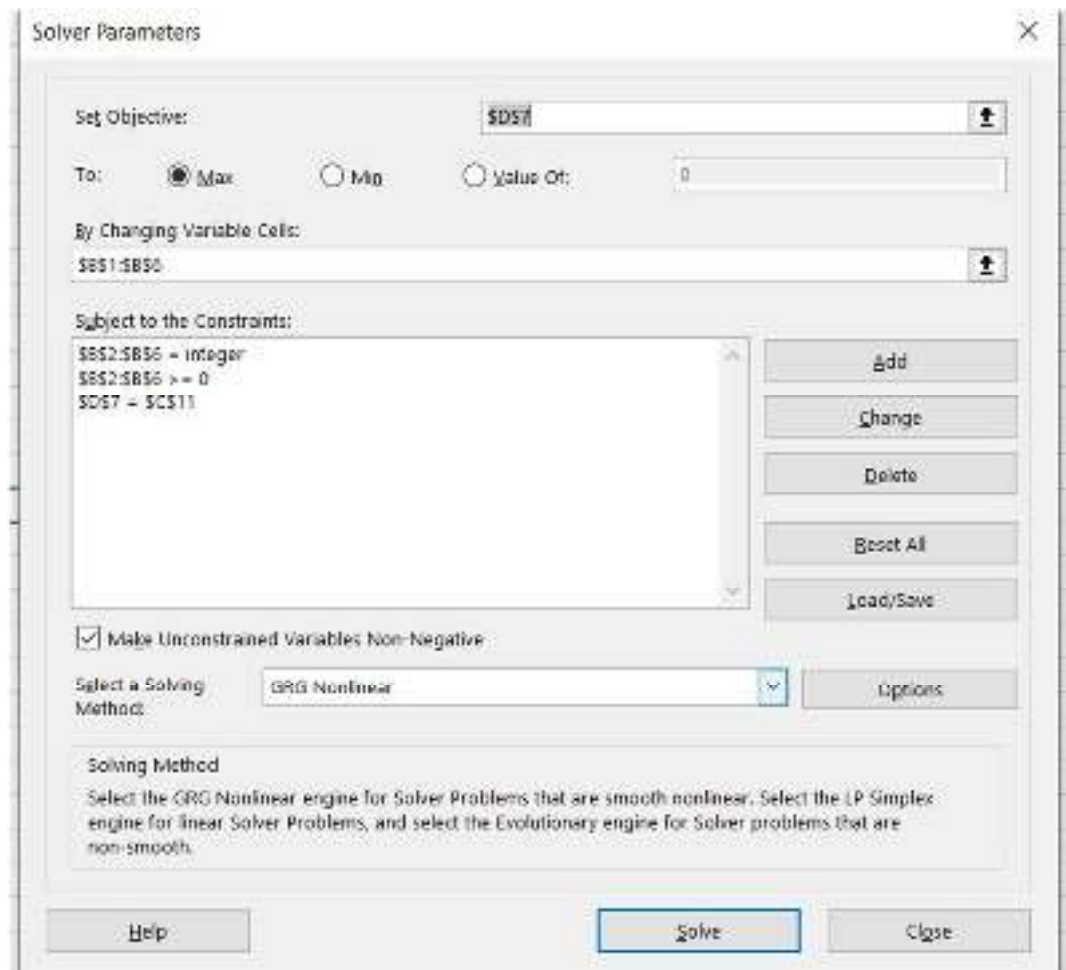 Solver Parameters
Set Objective:
$D$7
To:
Max
Min
Value Of:
0
By Changing Variable Cells:
$B$1:$B$6
Subject to the Constraints:
$B$2:$B$6 = integer
$B$2:$B$6 >= 0
$D$7 = $C$11
Add
Change
Delete
Reset All
Load/Save
Make Unconstrained Variables Non-Negative
Select a Solving
Method:
GRG Nonlinear
Options
Solving Method
Select the GRG Nonlinear engine for Solver Problems that are smooth nonlinear. Select the LP Simplex
engine for linear Solver Problems, and select the Evolutionary engine for Solver problems that are
non-smooth.
Help
Solve
Close